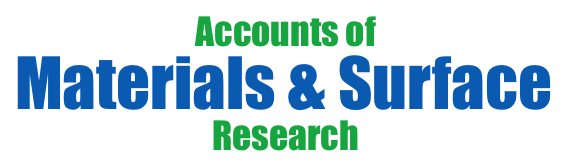 Accounts of
Materials & Surface
Research